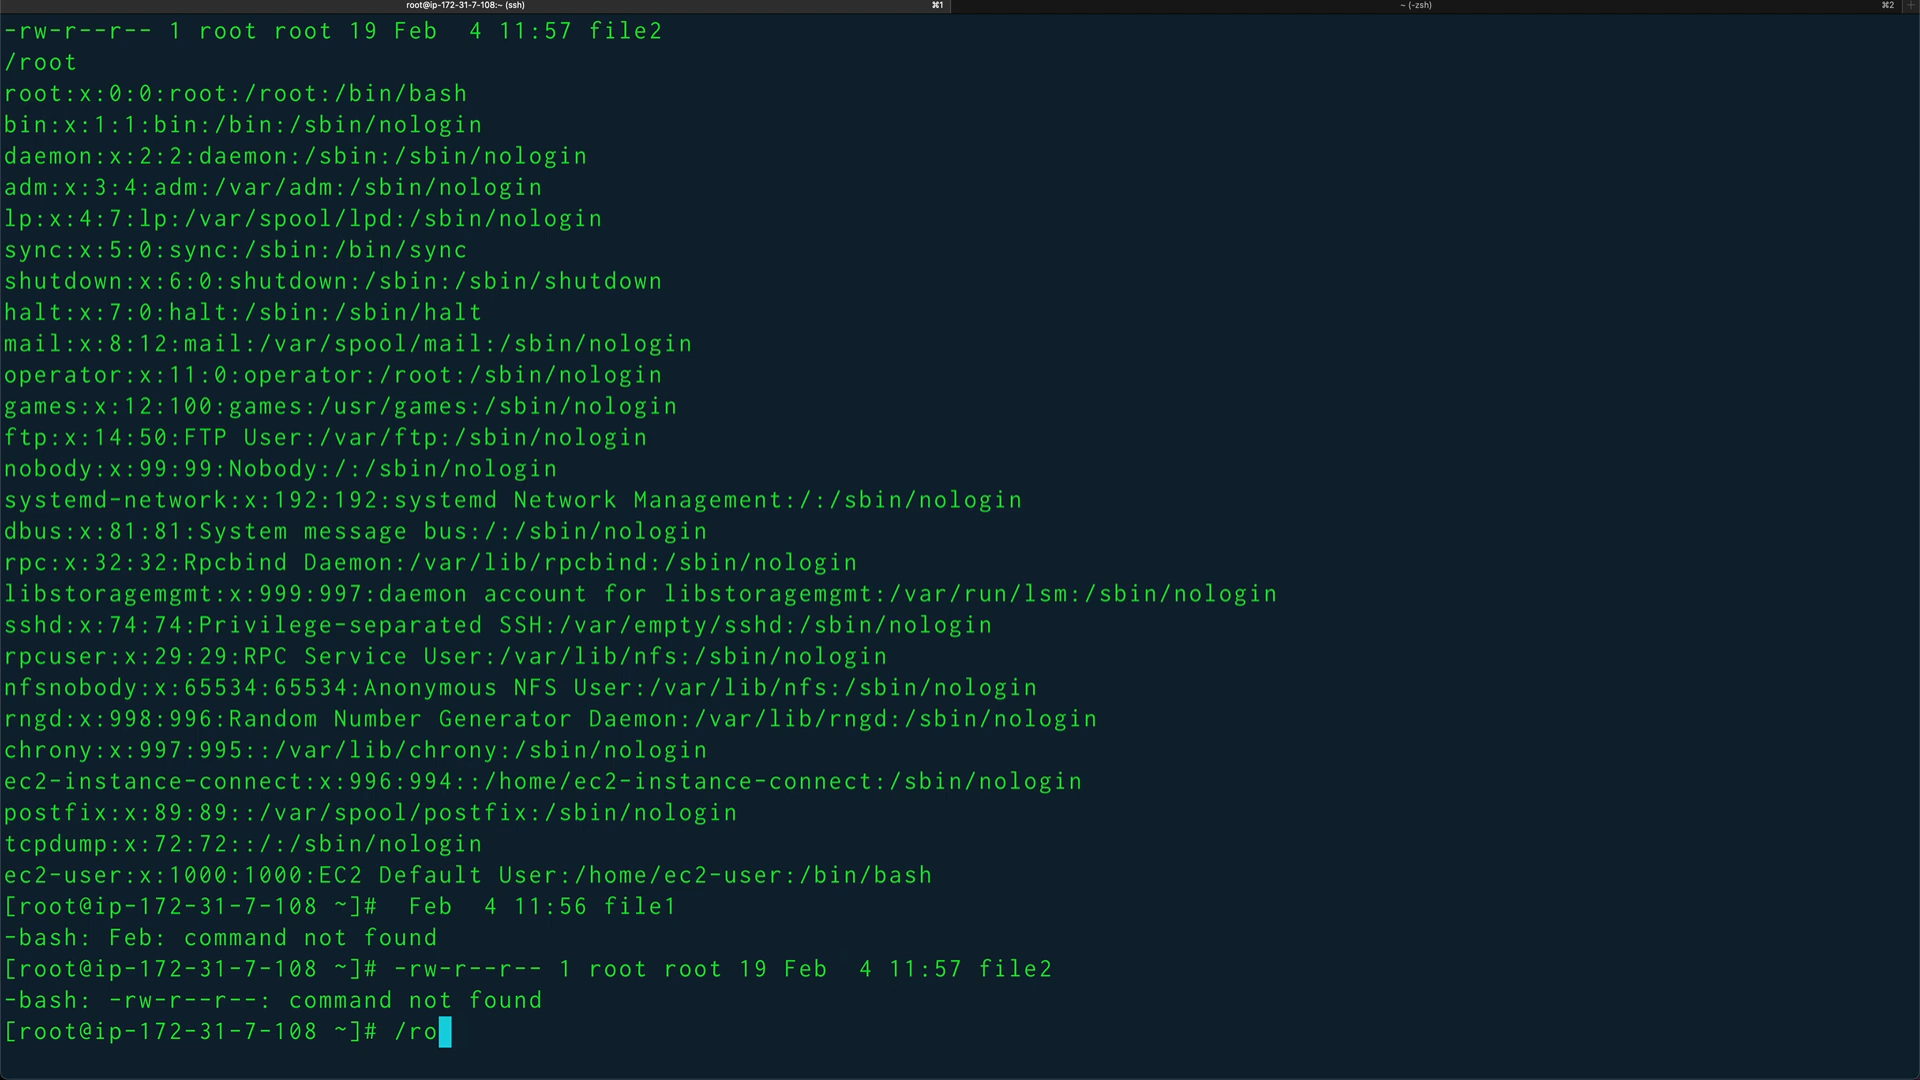 root@ip-172-31-7-108:~ (ssh) ⌘1 ~ (-zsh) ⌘2 +
-rw-r--r-- 1 root root 19 Feb  4 11:57 file2
/root
root:x:0:0:root:/root:/bin/bash
bin:x:1:1:bin:/bin:/sbin/nologin
daemon:x:2:2:daemon:/sbin:/sbin/nologin
adm:x:3:4:adm:/var/adm:/sbin/nologin
lp:x:4:7:lp:/var/spool/lpd:/sbin/nologin
sync:x:5:0:sync:/sbin:/bin/sync
shutdown:x:6:0:shutdown:/sbin:/sbin/shutdown
halt:x:7:0:halt:/sbin:/sbin/halt
mail:x:8:12:mail:/var/spool/mail:/sbin/nologin
operator:x:11:0:operator:/root:/sbin/nologin
games:x:12:100:games:/usr/games:/sbin/nologin
ftp:x:14:50:FTP User:/var/ftp:/sbin/nologin
nobody:x:99:99:Nobody:/:/sbin/nologin
systemd-network:x:192:192:systemd Network Management:/:/sbin/nologin
dbus:x:81:81:System message bus:/:/sbin/nologin
rpc:x:32:32:Rpcbind Daemon:/var/lib/rpcbind:/sbin/nologin
libstoragemgmt:x:999:997:daemon account for libstoragemgmt:/var/run/lsm:/sbin/nologin
sshd:x:74:74:Privilege-separated SSH:/var/empty/sshd:/sbin/nologin
rpcuser:x:29:29:RPC Service User:/var/lib/nfs:/sbin/nologin
nfsnobody:x:65534:65534:Anonymous NFS User:/var/lib/nfs:/sbin/nologin
rngd:x:998:996:Random Number Generator Daemon:/var/lib/rngd:/sbin/nologin
chrony:x:997:995::/var/lib/chrony:/sbin/nologin
ec2-instance-connect:x:996:994::/home/ec2-instance-connect:/sbin/nologin
postfix:x:89:89::/var/spool/postfix:/sbin/nologin
tcpdump:x:72:72::/:/sbin/nologin
ec2-user:x:1000:1000:EC2 Default User:/home/ec2-user:/bin/bash
[root@ip-172-31-7-108 ~]#  Feb  4 11:56 file1
-bash: Feb: command not found
[root@ip-172-31-7-108 ~]# -rw-r--r-- 1 root root 19 Feb  4 11:57 file2
-bash: -rw-r--r--: command not found
[root@ip-172-31-7-108 ~]# /ro